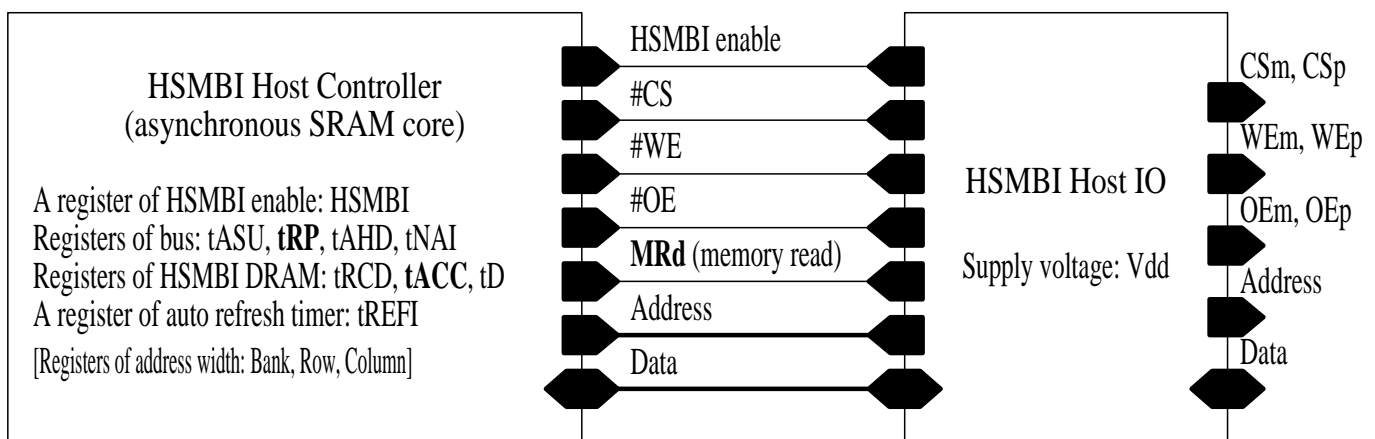 HSMBI Host Controller
(asynchronous SRAM core)
A register of HSMBI enable: HSMBI
Registers of bus: tASU, tRP, tAHD, tNAI
Registers of HSMBI DRAM: tRCD, tACC, tD
A register of auto refresh timer: tREFI
[Registers of address width: Bank, Row, Column]
HSMBI enable
#CS
#WE
#OE
MRd (memory read)
Address
Data
HSMBI Host IO
Supply voltage: Vdd
CSm, CSp
WEm, WEp
OEm, OEp
Address
Data